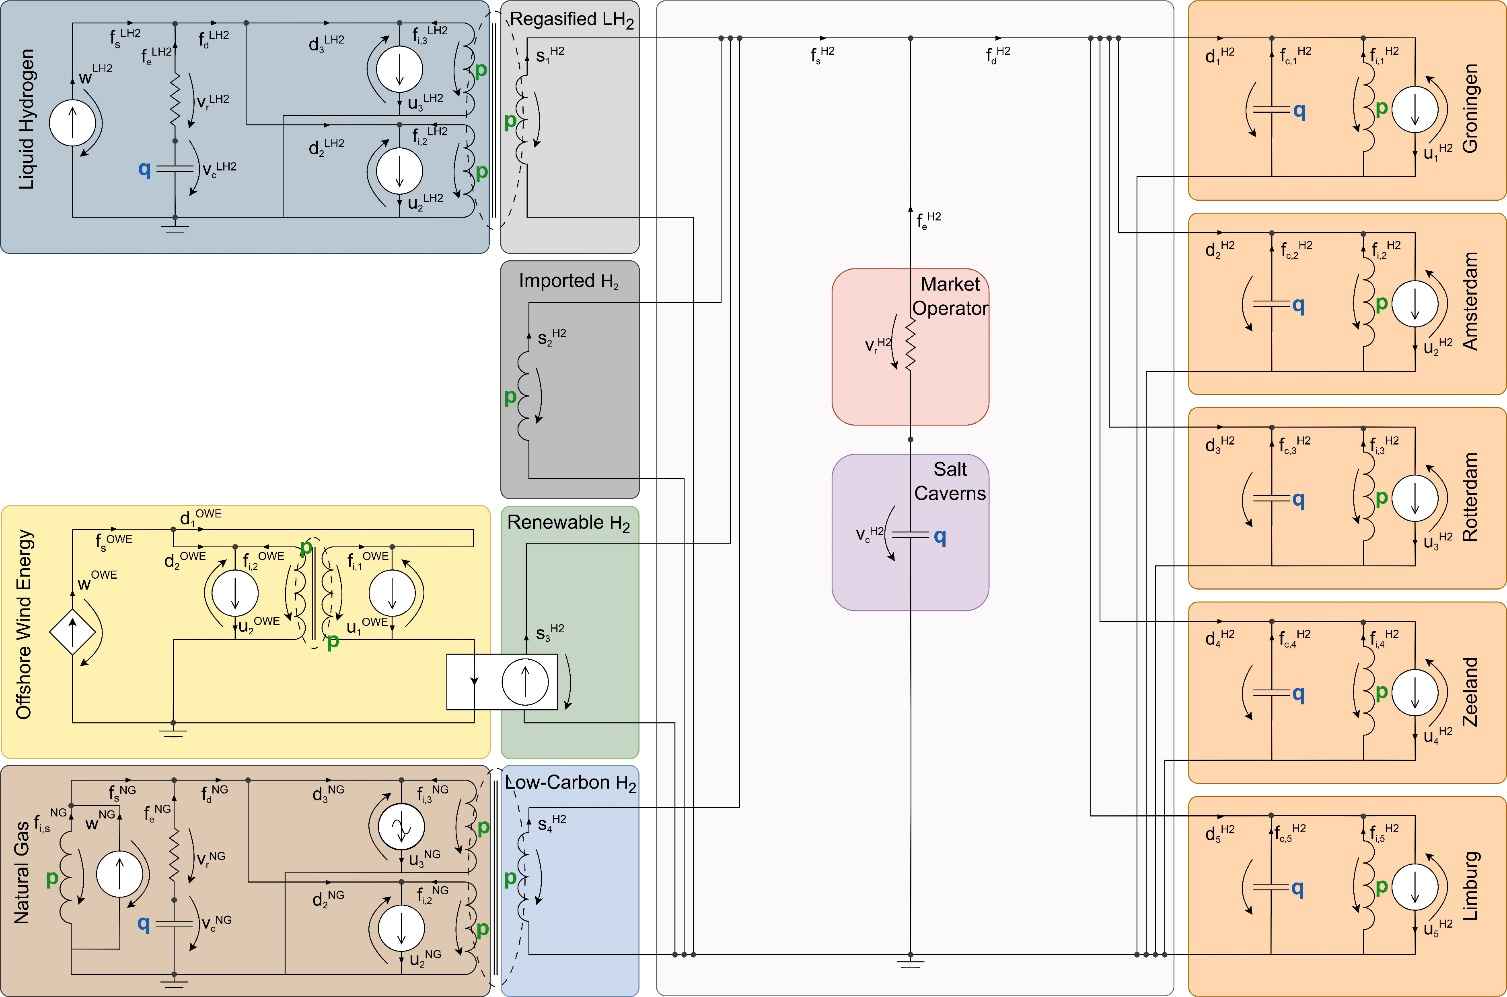 Liquid Hydrogen
w^LH2
f_s^LH2
f_e^LH2
f_d^LH2
v_r^LH2
q
v_c^LH2
d_3^LH2
f_i,3^LH2
u_3^LH2
p
d_2^LH2
f_i,2^LH2
u_2^LH2
p
Regasified LH2
s_1^H2
p
Imported H2
s_2^H2
p
Offshore Wind Energy
w^OWE
f_s^OWE
d_1^OWE
d_2^OWE
f_i,2^OWE
u_2^OWE
p
f_i,1^OWE
u_1^OWE
p
Renewable H2
s_3^H2
Natural Gas
f_i,s^NG
p
w^NG
f_s^NG
f_e^NG
f_d^NG
v_r^NG
q
v_c^NG
d_3^NG
f_i,3^NG
u_3^NG
p
d_2^NG
f_i,2^NG
u_2^NG
p
Low-Carbon H2
s_4^H2
p
f_s^H2
f_d^H2
f_e^H2
Market
Operator
v_r^H2
Salt
Caverns
v_c^H2
q
d_1^H2
f_c,1^H2
q
f_i,1^H2
p
u_1^H2
Groningen
d_2^H2
f_c,2^H2
q
f_i,2^H2
p
u_2^H2
Amsterdam
d_3^H2
f_c,3^H2
q
f_i,3^H2
p
u_3^H2
Rotterdam
d_4^H2
f_c,4^H2
q
f_i,4^H2
p
u_4^H2
Zeeland
d_5^H2
f_c,5^H2
q
f_i,5^H2
p
u_5^H2
Limburg